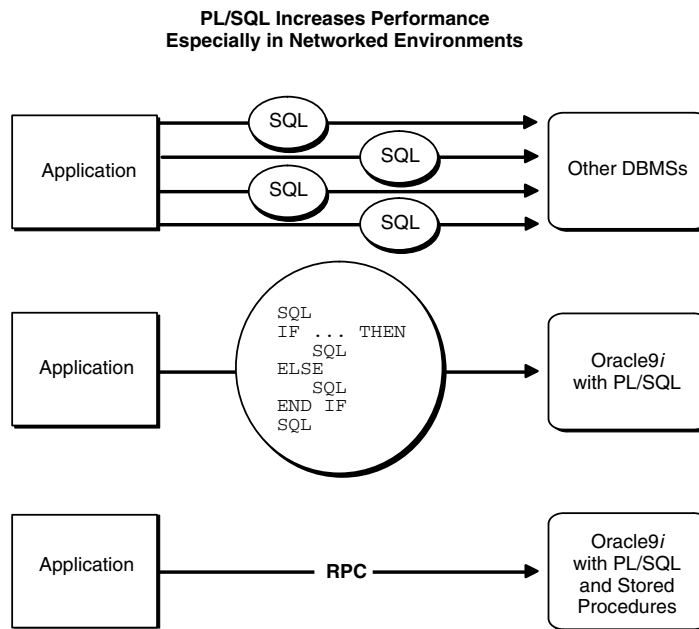 PL/SQL Increases Performance
Especially in Networked Environments
SQL
SQL
SQL
SQL
Application
Other DBMSs
Application
SQL
IF ... THEN
    SQL
ELSE
    SQL
END IF
SQL
Oracle9i
with PL/SQL
Application
RPC
Oracle9i
with PL/SQL
and Stored
Procedures